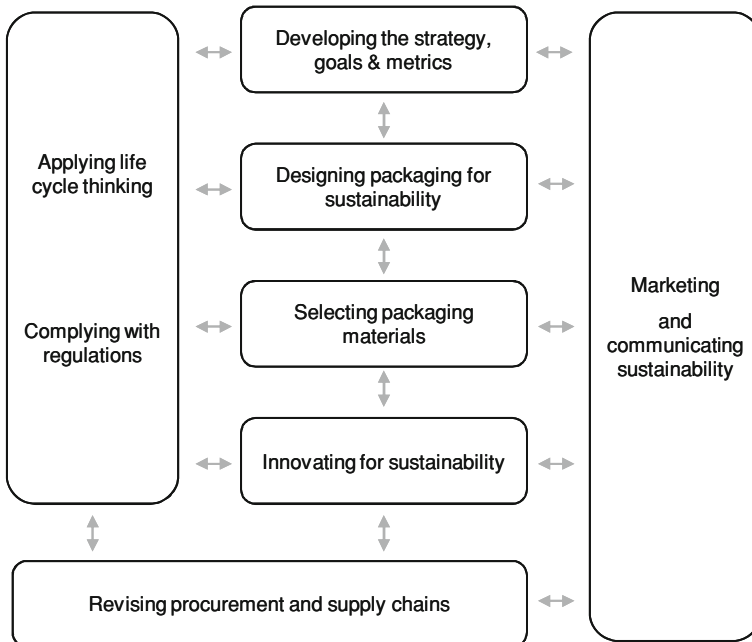 Developing the strategy,
goals & metrics
Applying life
cycle thinking
Designing packaging for
sustainability
Complying with
regulations
Selecting packaging
materials
Marketing
and
communicating
sustainability
Innovating for sustainability
Revising procurement and supply chains